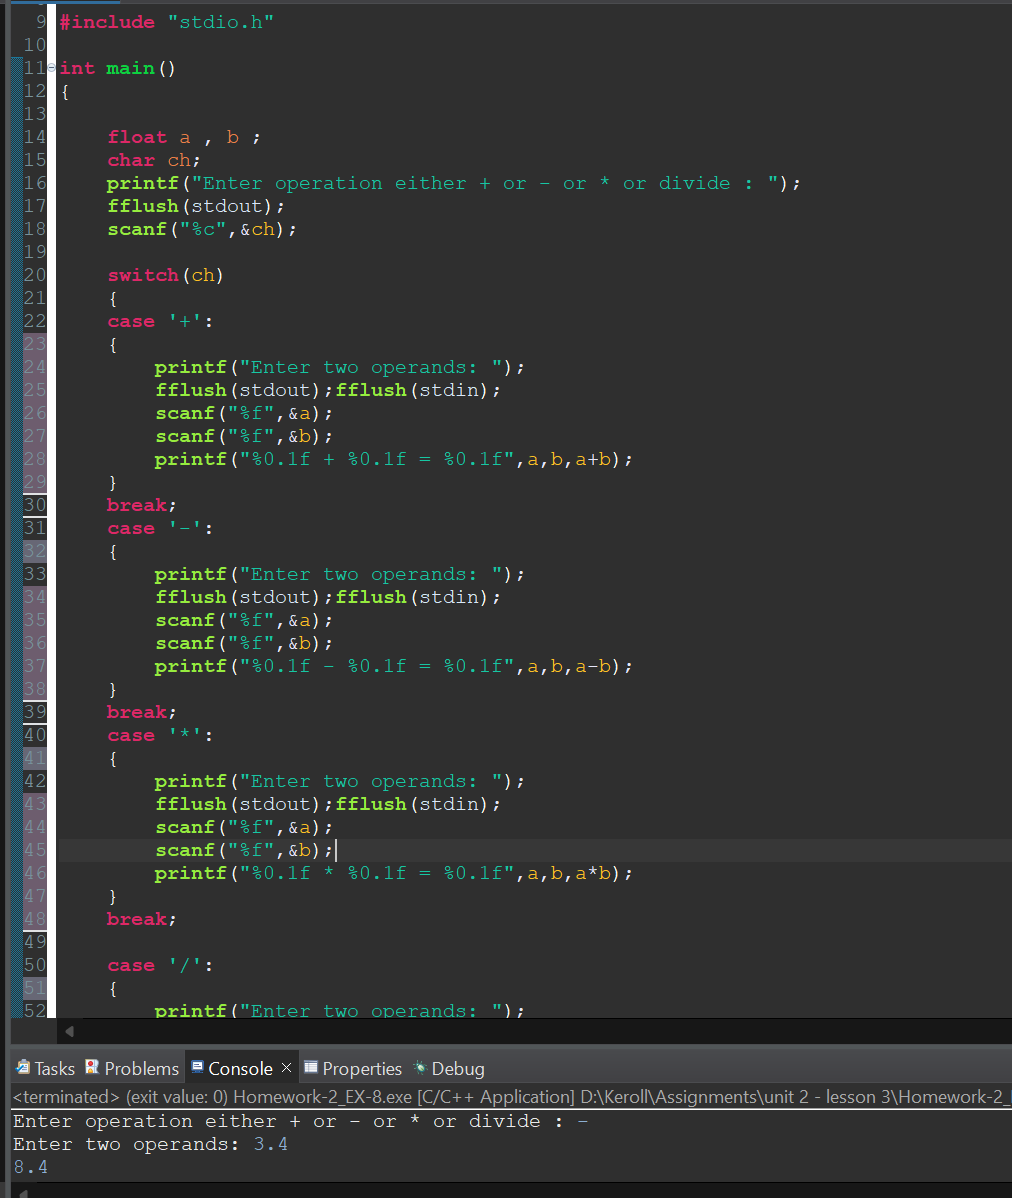 9 #include "stdio.h"
10
11 int main()
12 {
13
14 float a , b ;
15 char ch;
16 printf("Enter operation either + or - or * or divide : ");
17 fflush(stdout);
18 scanf("%c",&ch);
19
20 switch(ch)
21 {
22 case '+':
23 {
24 printf("Enter two operands: ");
25 fflush(stdout);fflush(stdin);
26 scanf("%f",&a);
27 scanf("%f",&b);
28 printf("%0.1f + %0.1f = %0.1f",a,b,a+b);
29 }
30 break;
31 case '-':
32 {
33 printf("Enter two operands: ");
34 fflush(stdout);fflush(stdin);
35 scanf("%f",&a);
36 scanf("%f",&b);
37 printf("%0.1f - %0.1f = %0.1f",a,b,a-b);
38 }
39 break;
40 case '*':
41 {
42 printf("Enter two operands: ");
43 fflush(stdout);fflush(stdin);
44 scanf("%f",&a);
45 scanf("%f",&b);
46 printf("%0.1f * %0.1f = %0.1f",a,b,a*b);
47 }
48 break;
49
50 case '/':
51 {
52 printf("Enter two operands: ");
Tasks Problems Console × Properties Debug
<terminated> (exit value: 0) Homework-2_EX-8.exe [C/C++ Application] D:\Keroll\Assignments\unit 2 - lesson 3\Homework-2_
Enter operation either + or - or * or divide : -
Enter two operands: 3.4
8.4